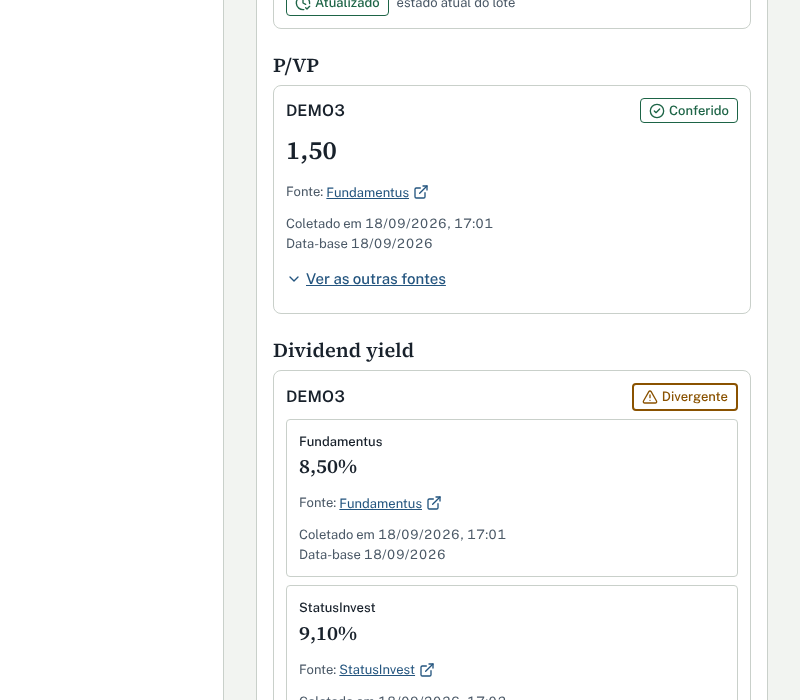 Atualizado estado atual do lote
P/VP
DEMO3 Conferido
1,50
Fonte: Fundamentus
Coletado em 18/09/2026, 17:01
Data-base 18/09/2026
Ver as outras fontes
Dividend yield
DEMO3 Divergente
Fundamentus
8,50%
Fonte: Fundamentus
Coletado em 18/09/2026, 17:01
Data-base 18/09/2026
StatusInvest
9,10%
Fonte: StatusInvest